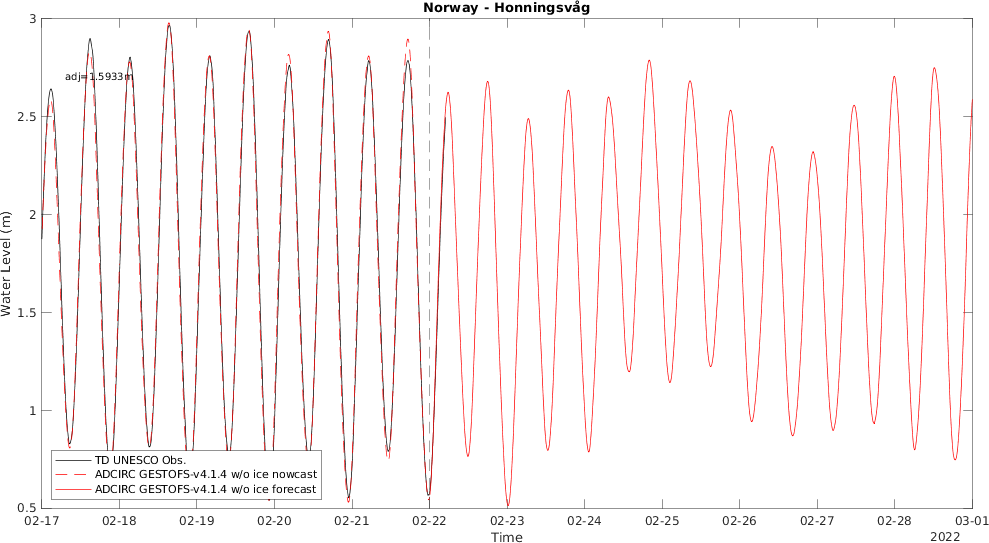 Norway - Honningsvåg
3
adj=1.5933m
2.5
2
Water Level (m)
1.5
1
TD UNESCO Obs.
ADCIRC GESTOFS-v4.1.4 w/o ice nowcast
ADCIRC GESTOFS-v4.1.4 w/o ice forecast
0.5
02-17 02-18 02-19 02-20 02-21 02-22 02-23 02-24 02-25 02-26 02-27 02-28 03-01
Time
2022